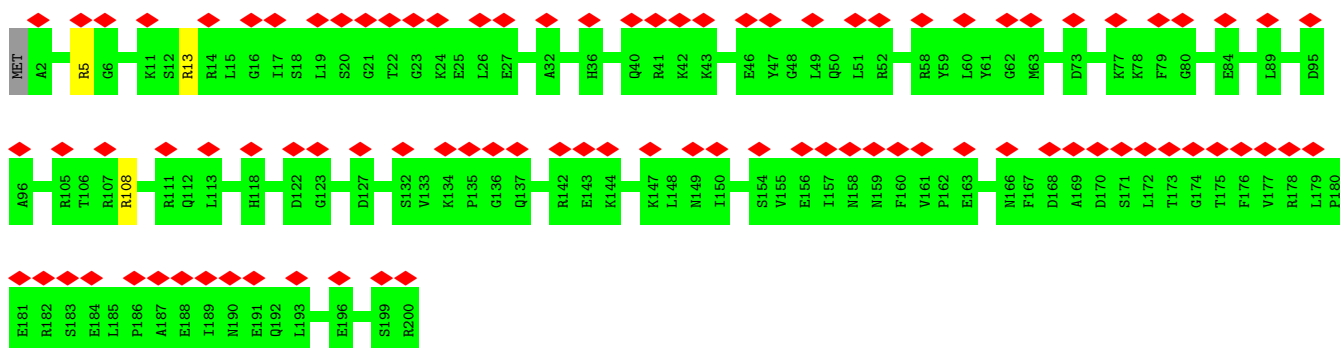 MET A2 R5 G6 K11 S12 R13 R14 L15 G16 I17 S18 L19 S20 G21 T22 G23 K24 E25 L26 E27 A32 H36 Q40 R41 K42 K43 E46 Y47 G48 L49 Q50 L51 R52 R58 Y59 L60 Y61 G62 M63 D73 K77 K78 F79 G80 E84 L89 D95
A96 R105 T106 R107 R108 R111 Q112 L113 H118 D122 G123 D127 S132 V133 K134 P135 G136 Q137 R142 E143 K144 K147 L148 N149 I150 S154 V155 E156 I157 N158 N159 F160 V161 P162 E163 N166 F167 D168 A169 D170 S171 L172 T173 G174 T175 F176 V177 R178 L179 P180
E181 R182 S183 E184 L185 P186 A187 E188 I189 N190 E191 Q192 L193 E196 S199 R200